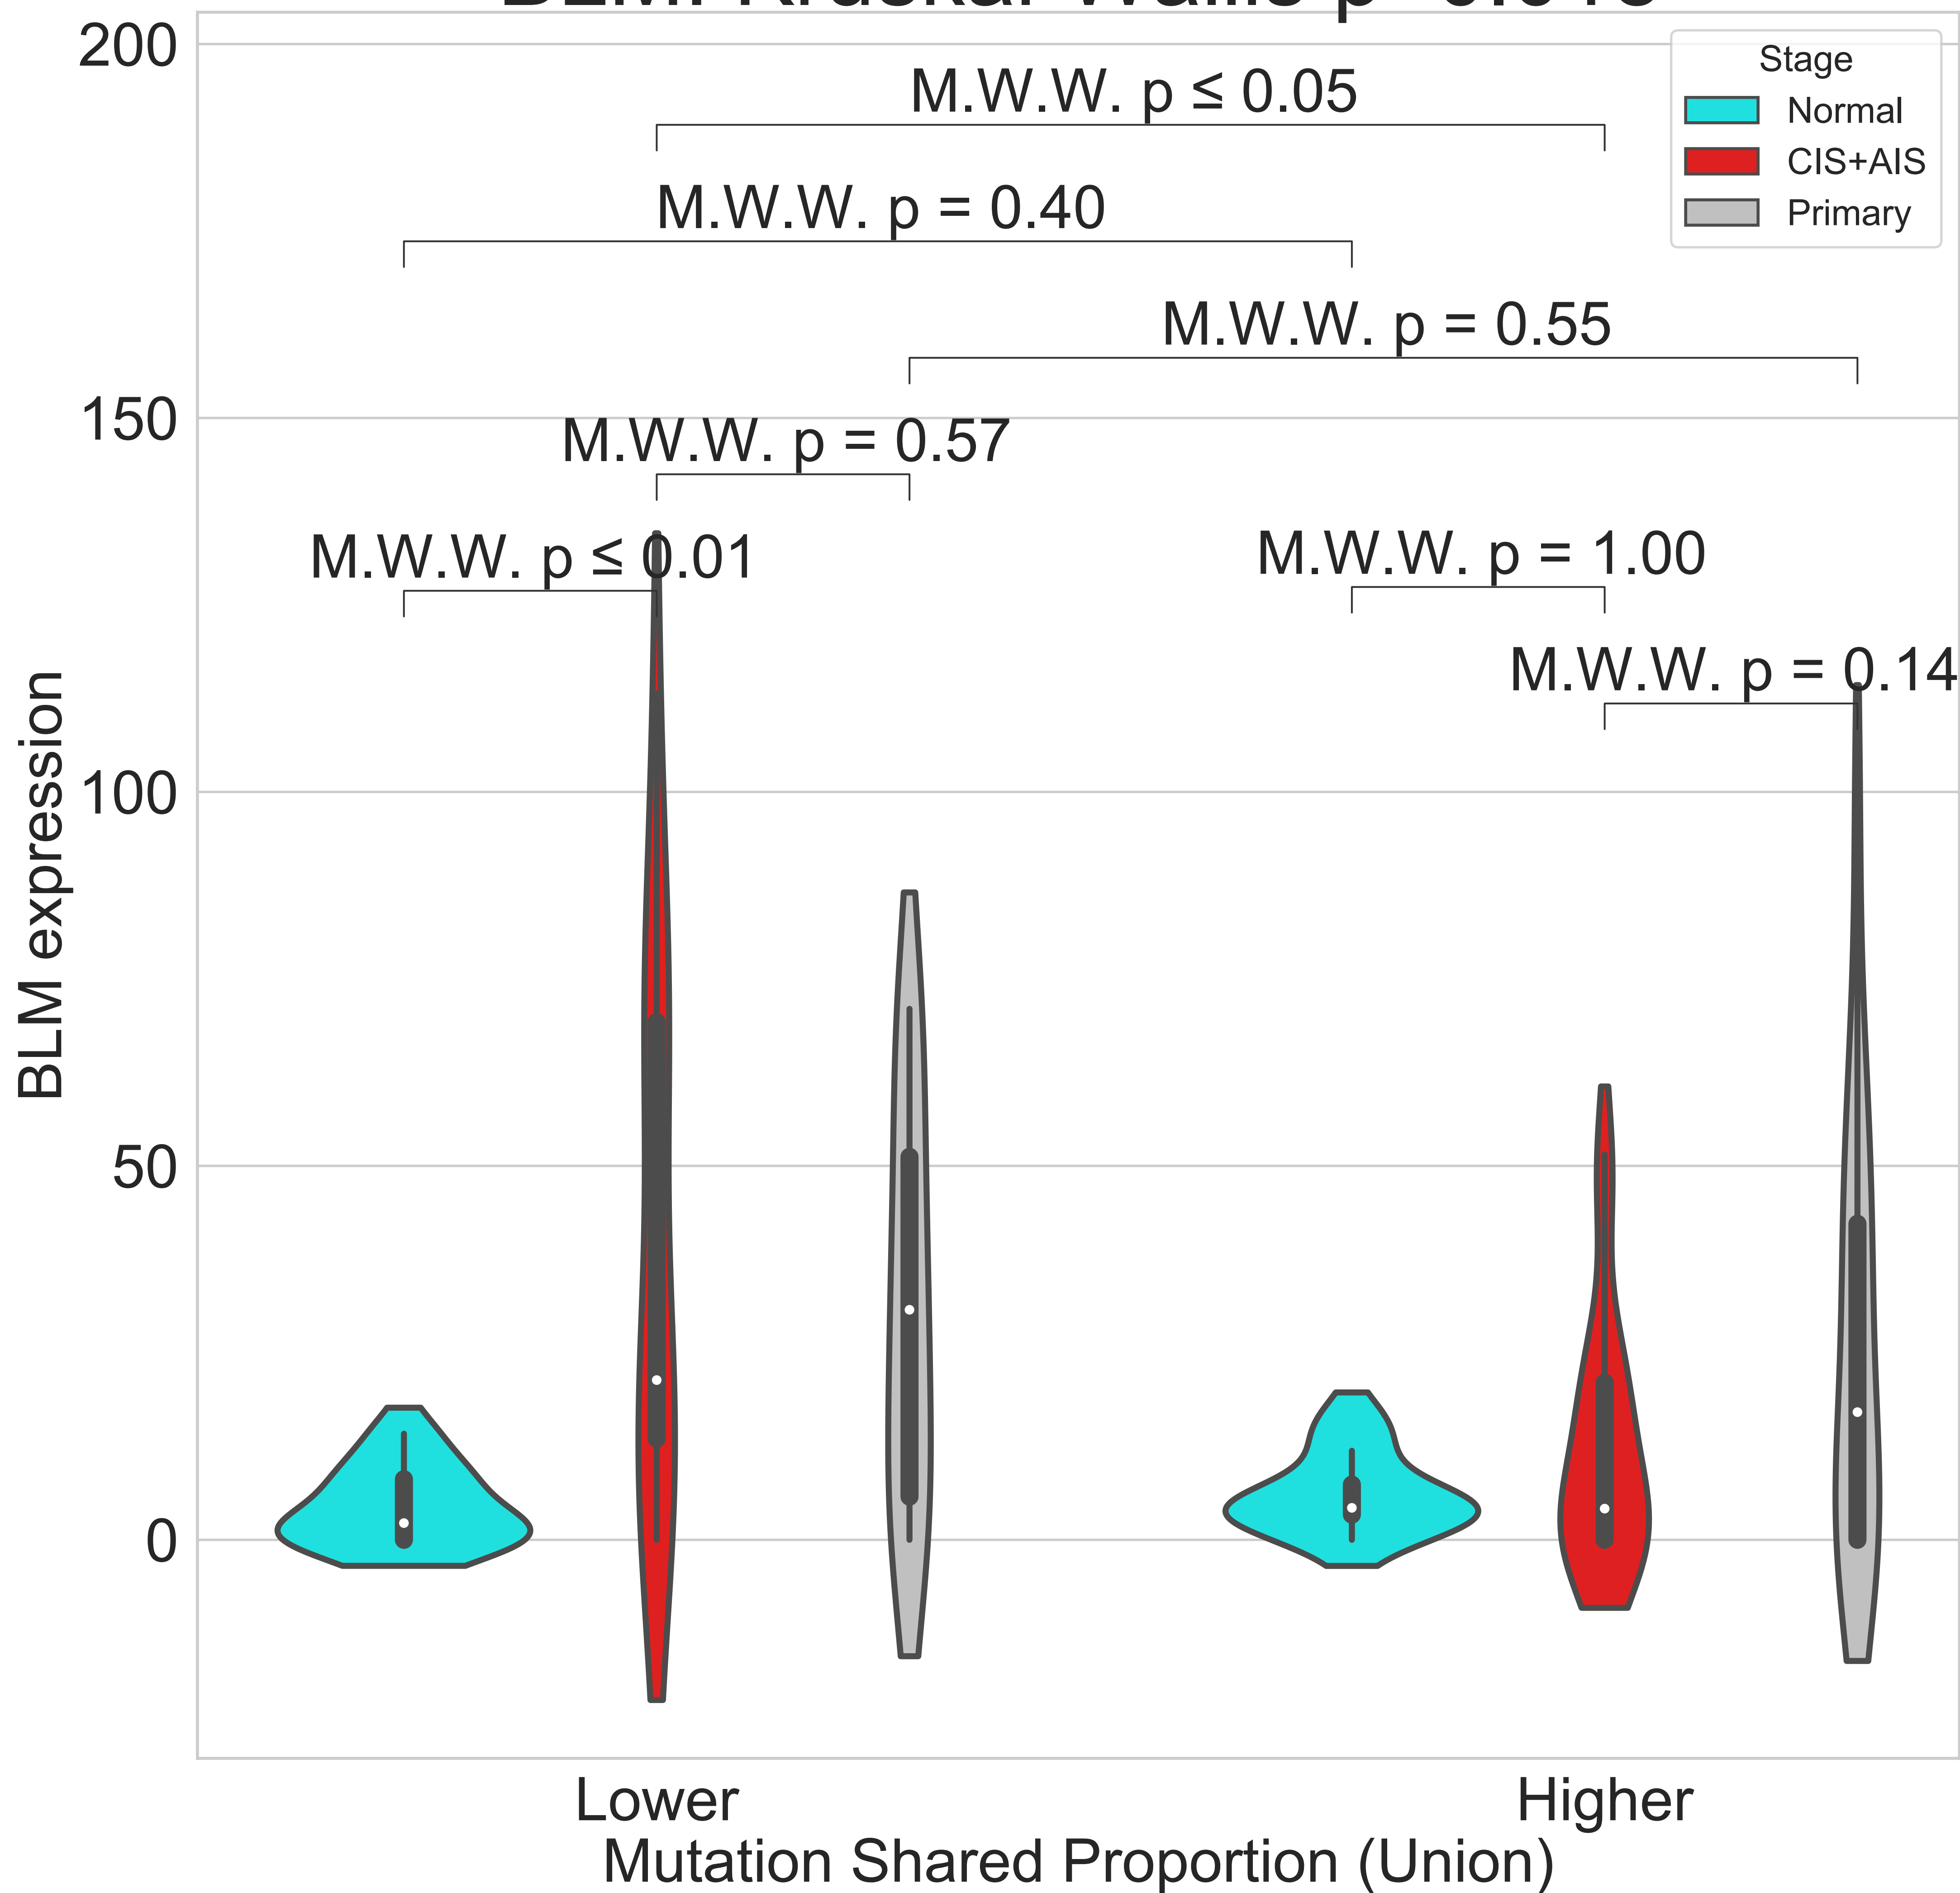 200
Stage
Normal
CIS+AIS
Primary
M.W.W. p ≤ 0.05
M.W.W. p = 0.40
M.W.W. p = 0.55
150
M.W.W. p = 0.57
M.W.W. p ≤ 0.01
M.W.W. p = 1.00
M.W.W. p = 0.14
100
BLM expression
50
0
Lower
Higher
Mutation Shared Proportion (Union)